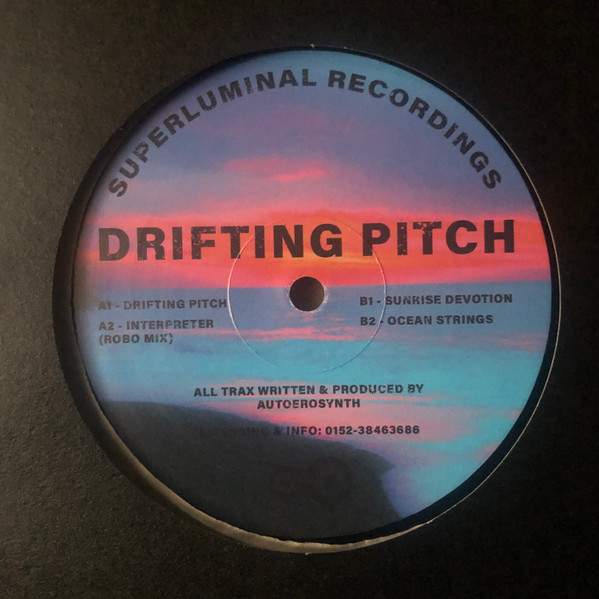 SUPERLUMINAL RECORDINGS
DRIFTING PITCH
A1 - DRIFTING PITCH
A2 - INTERPRETER
(ROBO MIX)
B1 - SUNRISE DEVOTION
B2 - OCEAN STRINGS
ALL TRAX WRITTEN & PRODUCED BY
AUTOEROSYNTH
& INFO: 0152-38463686